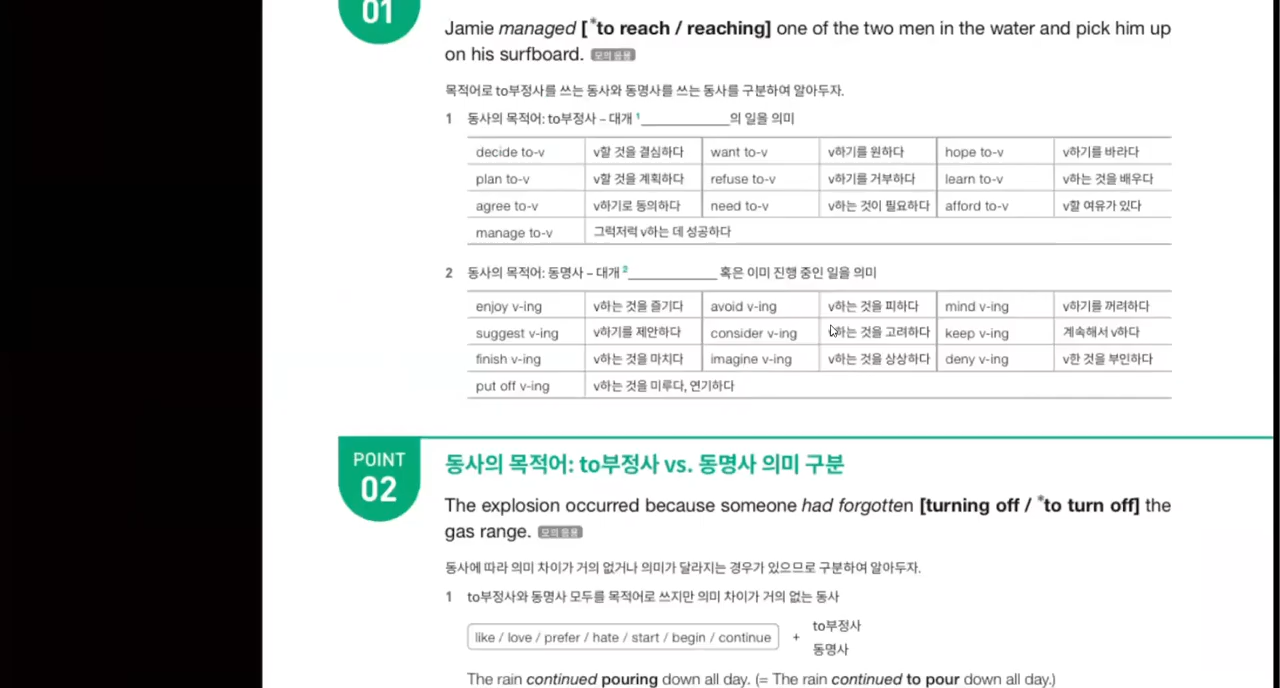 01
Jamie managed [*to reach / reaching] one of the two men in the water and pick him up
on his surfboard. 모의 응용
목적어로 to부정사를 쓰는 동사와 동명사를 쓰는 동사를 구분하여 알아두자.
1 동사의 목적어: to부정사 – 대개 1____________의 일을 의미
decide to-v v할 것을 결심하다 want to-v v하기를 원하다 hope to-v v하기를 바라다
plan to-v v할 것을 계획하다 refuse to-v v하기를 거부하다 learn to-v v하는 것을 배우다
agree to-v v하기로 동의하다 need to-v v하는 것이 필요하다 afford to-v v할 여유가 있다
manage to-v 그럭저럭 v하는 데 성공하다
2 동사의 목적어: 동명사 – 대개 2____________ 혹은 이미 진행 중인 일을 의미
enjoy v-ing v하는 것을 즐기다 avoid v-ing v하는 것을 피하다 mind v-ing v하기를 꺼려하다
suggest v-ing v하기를 제안하다 consider v-ing v하는 것을 고려하다 keep v-ing 계속해서 v하다
finish v-ing v하는 것을 마치다 imagine v-ing v하는 것을 상상하다 deny v-ing v한 것을 부인하다
put off v-ing v하는 것을 미루다, 연기하다
POINT
02
동사의 목적어: to부정사 vs. 동명사 의미 구분
The explosion occurred because someone had forgotten [turning off / *to turn off] the
gas range. 모의 응용
동사에 따라 의미 차이가 거의 없거나 의미가 달라지는 경우가 있으므로 구분하여 알아두자.
1 to부정사와 동명사 모두를 목적어로 쓰지만 의미 차이가 거의 없는 동사
like / love / prefer / hate / start / begin / continue +
to부정사
동명사
The rain continued pouring down all day. (= The rain continued to pour down all day.)